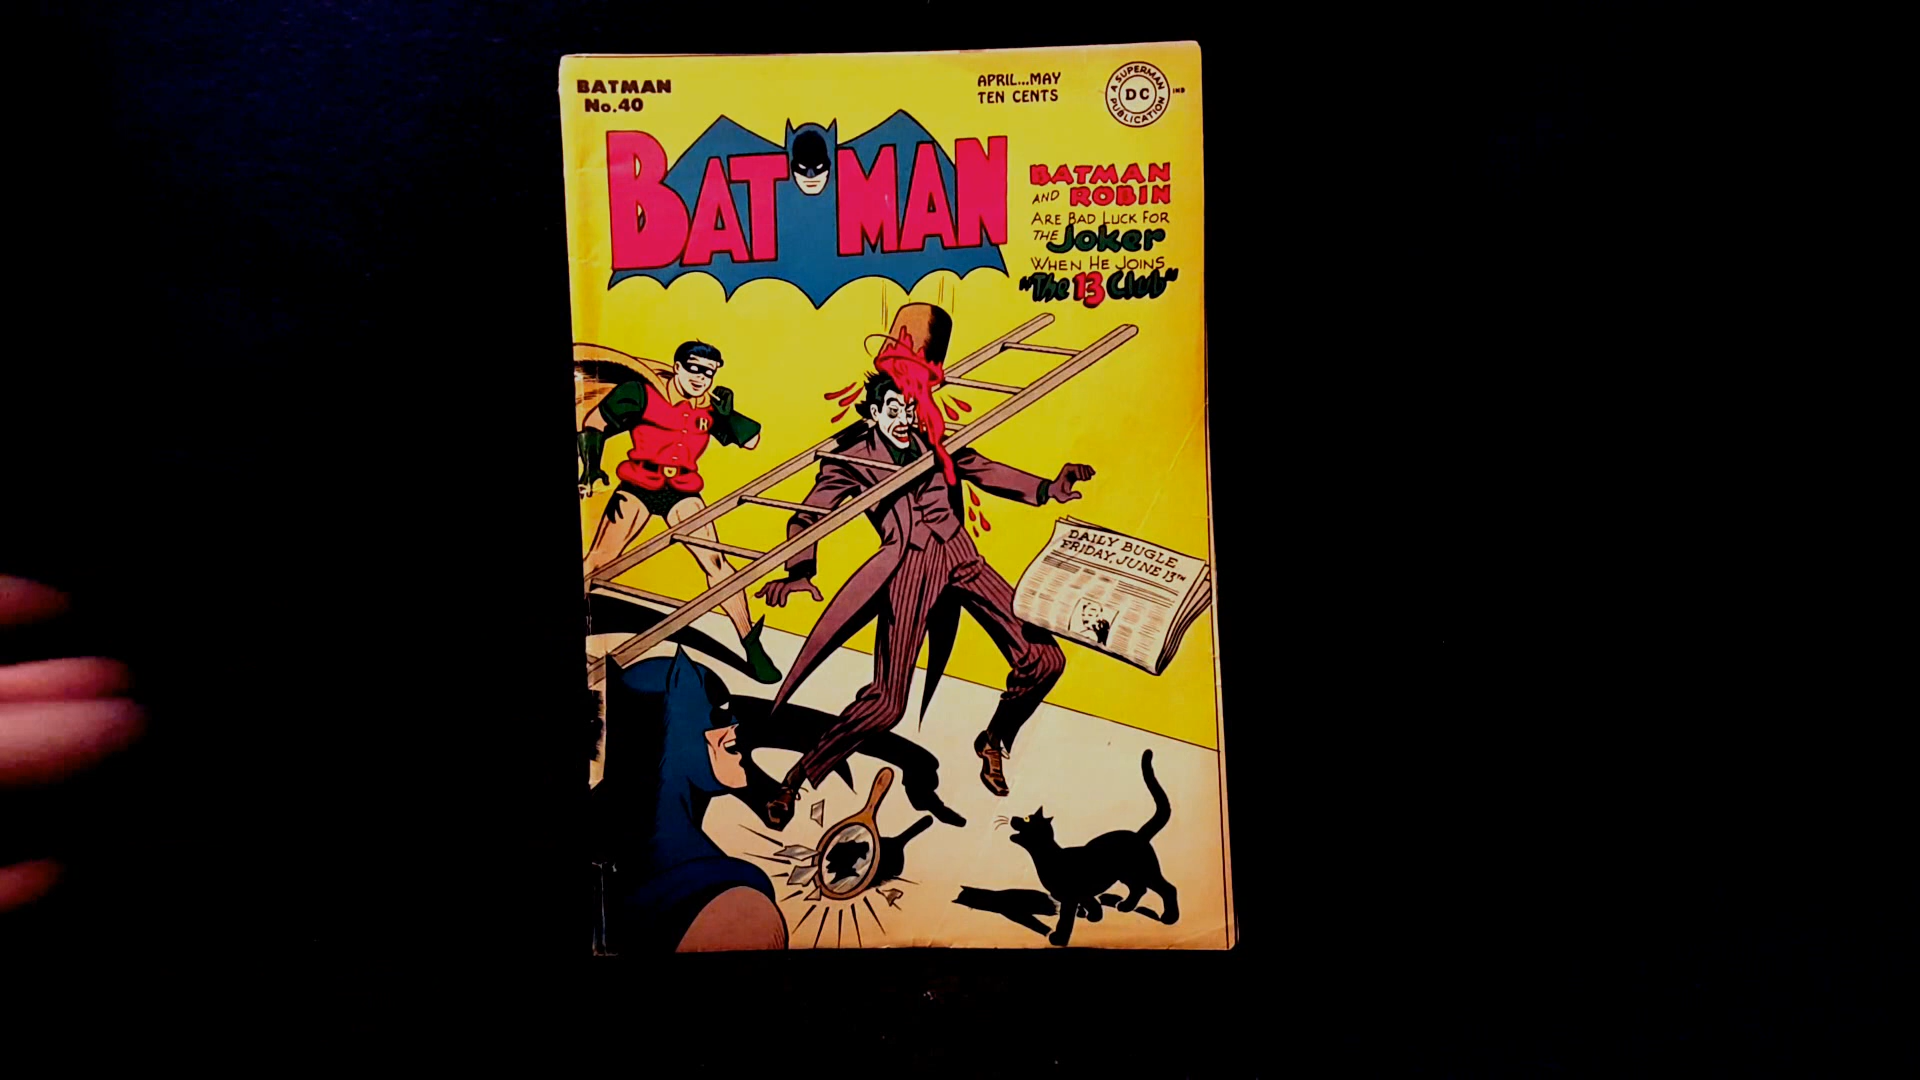 BATMAN
No.40
APRIL...MAY
TEN CENTS
A SUPERMAN
DC
PUBLICATION
IND
BATMAN
BATMAN
AND ROBIN
ARE BAD LUCK FOR
THE JOKER
WHEN HE JOINS
"The 13 Club"
R
DAILY BUGLE
FRIDAY, JUNE 13TH